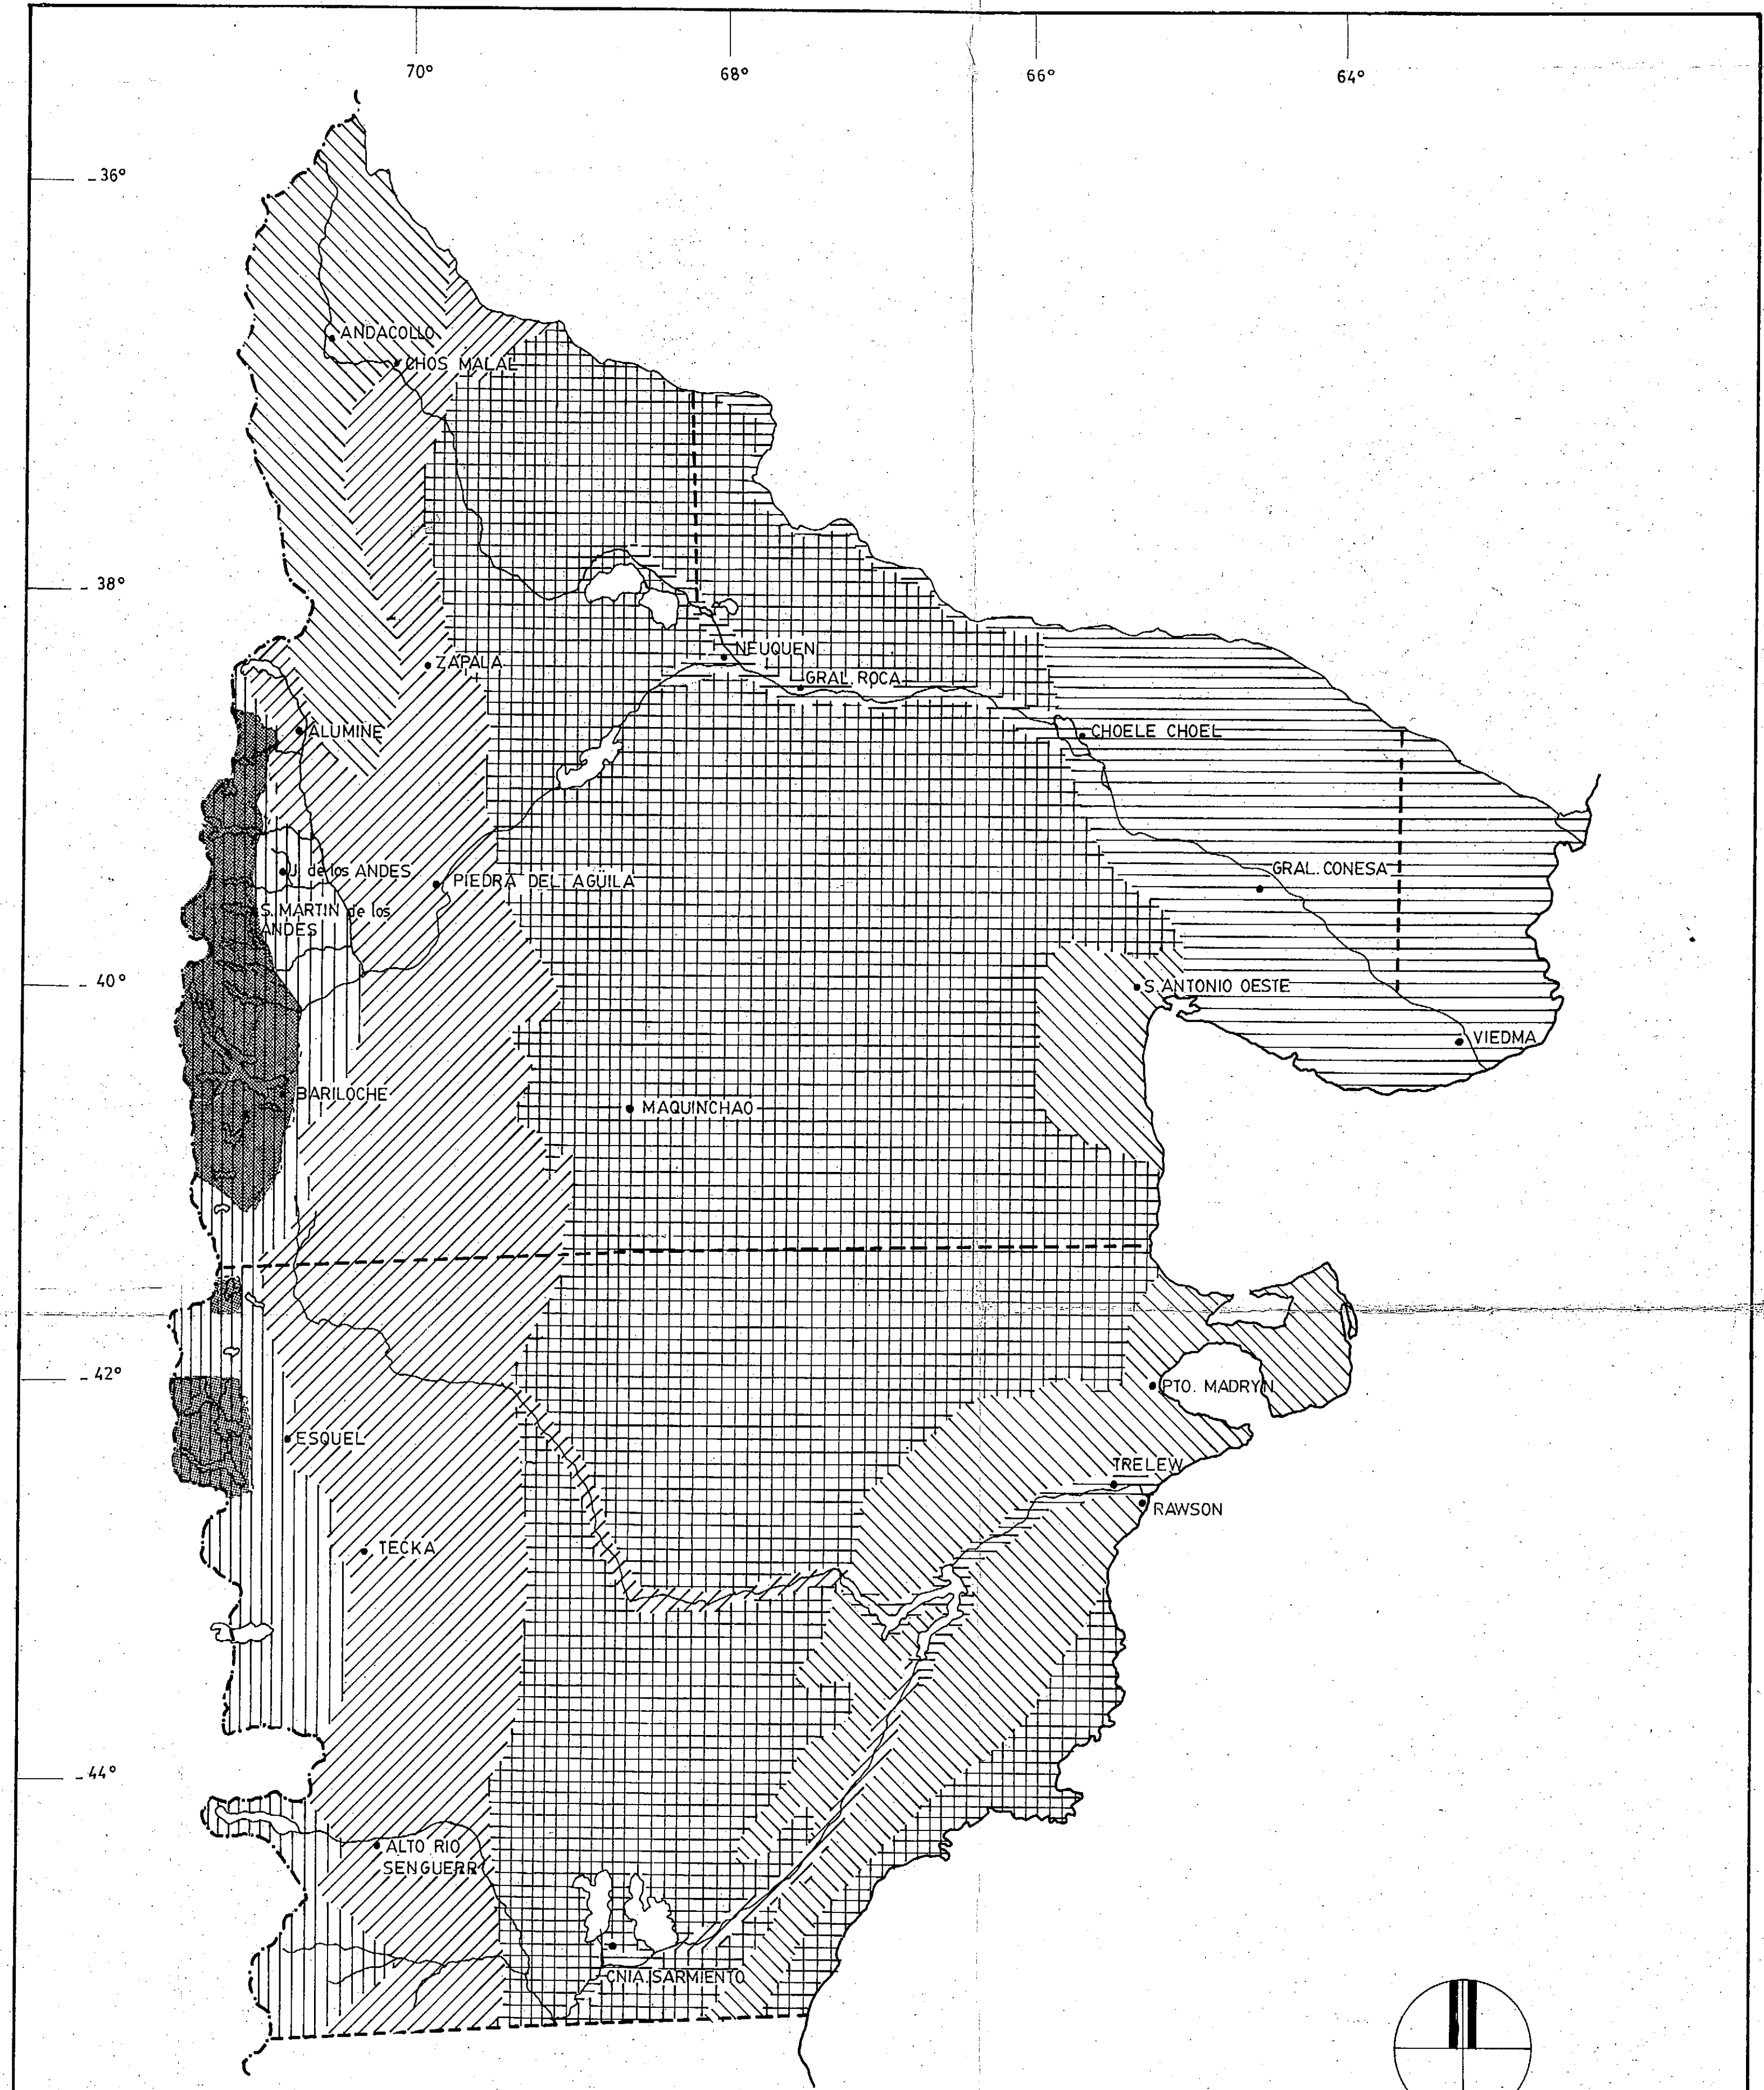 70°
68°
66°
64°
36°
ANDACOLLO
CHOS MALAL
38°
NEUQUEN
ZAPALA
GRAL. ROCA
ALUMINE
CHOELE CHOEL
GRAL. CONESA
J. de los ANDES
PIEDRA DEL AGUILA
S. MARTIN de los
ANDES
40°
S. ANTONIO OESTE
VIEDMA
BARILOCHE
MAQUINCHAO
42°
PTO. MADRYN
ESQUEL
TRELEW
RAWSON
TECKA
44°
ALTO RIO
SENGUERR
CNIA. SARMIENTO